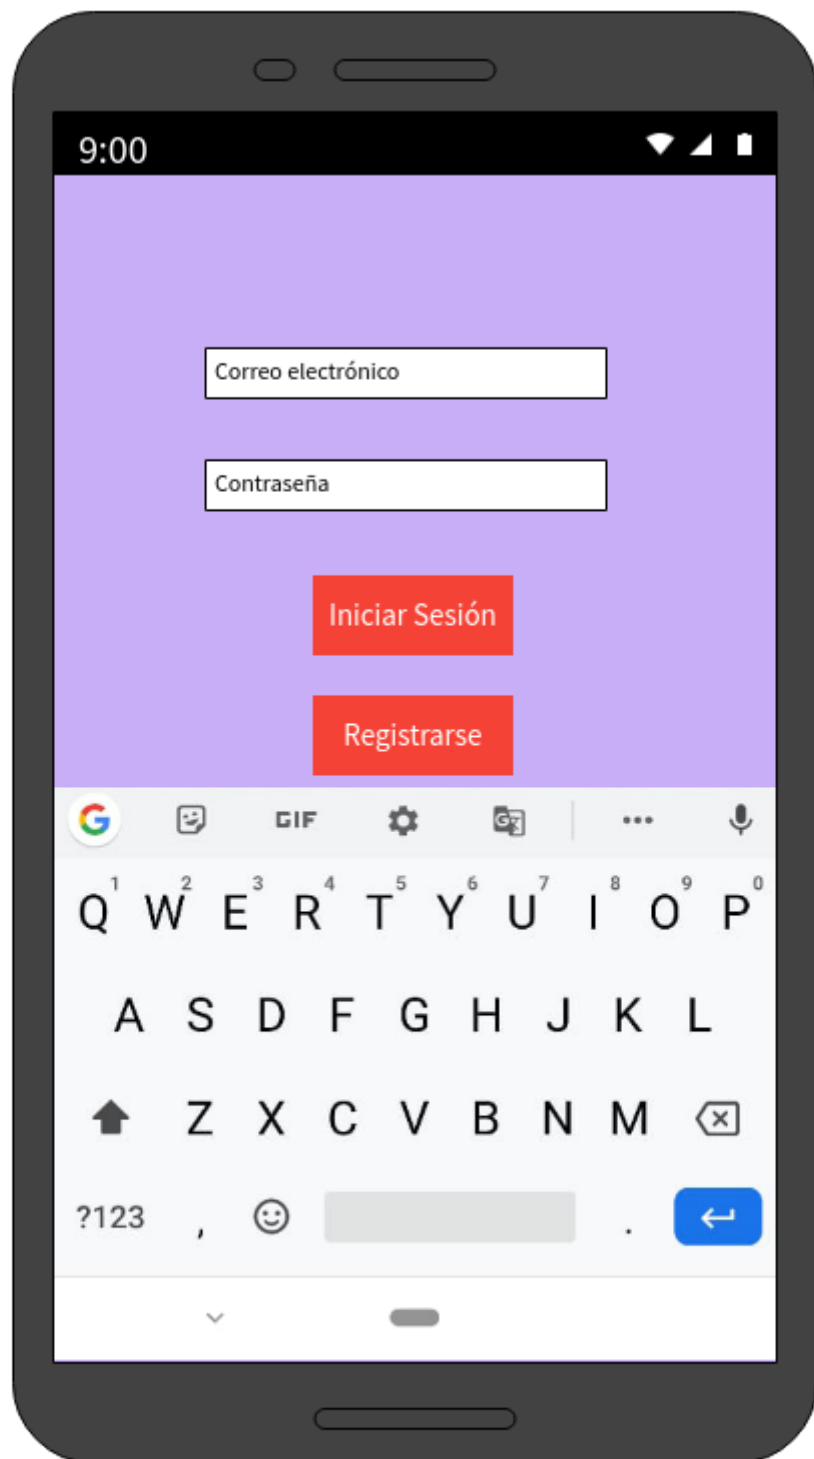 9:00
Correo electrónico
Contraseña
Iniciar Sesión
Registrarse
G GIF G
1 2 3 4 5 6 7 8 9 0
Q W E R T Y U I O P
A S D F G H J K L
Z X C V B N M
?123 , .